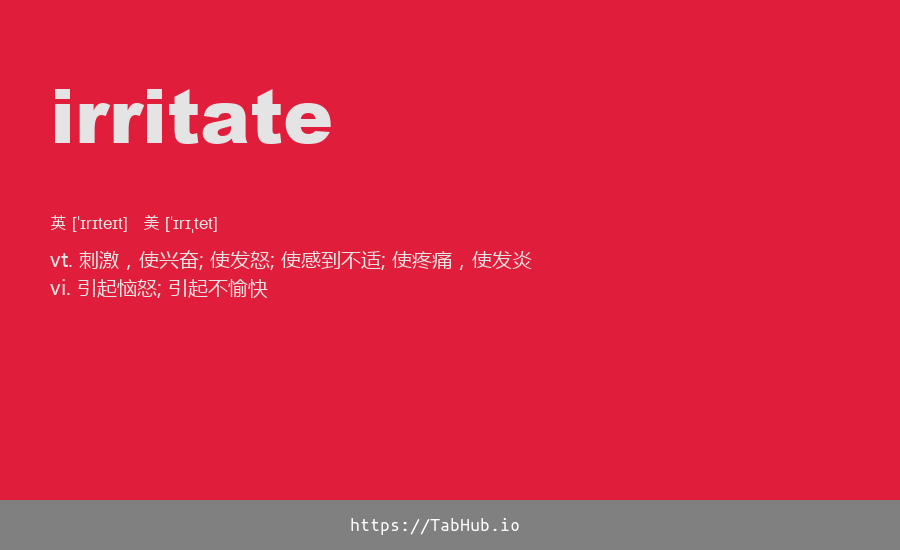 irritate
英 [ˈɪrɪteɪt] 美 [ˈɪrɪˌtet]
vt. 刺激，使兴奋; 使发怒; 使感到不适; 使疼痛，使发炎
vi. 引起恼怒; 引起不愉快
https://TabHub.io